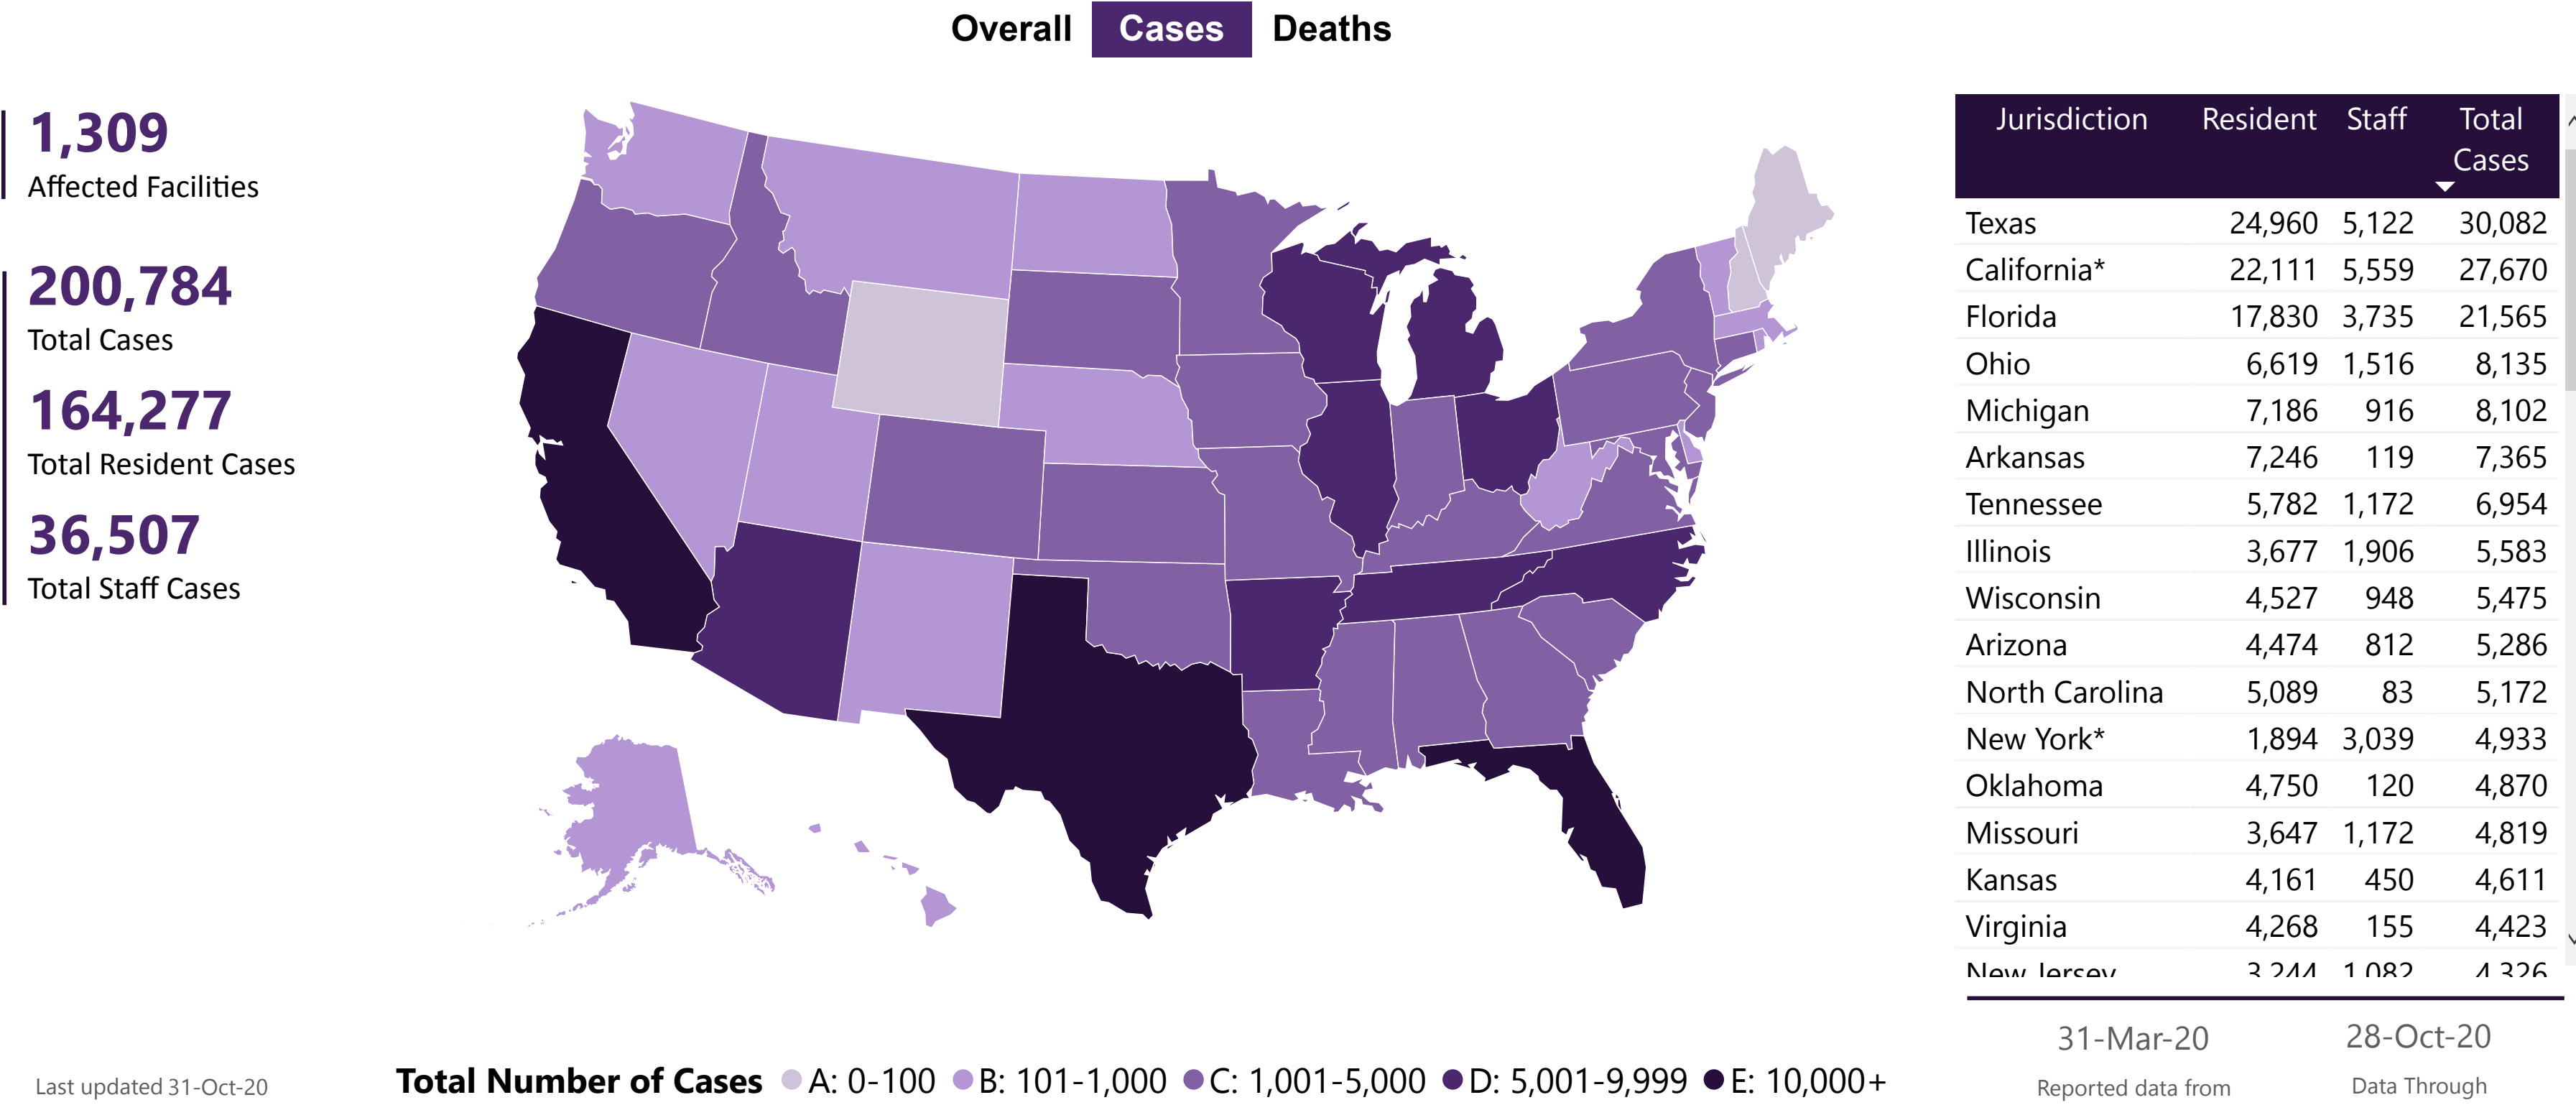 Overall Cases Deaths
1,309
Affected Facilities
200,784
Total Cases
164,277
Total Resident Cases
36,507
Total Staff Cases
Last updated 31-Oct-20
Total Number of Cases A: 0-100 B: 101-1,000 C: 1,001-5,000 D: 5,001-9,999 E: 10,000+
Jurisdiction Resident Staff Total
Cases
Texas 24,960 5,122 30,082
California* 22,111 5,559 27,670
Florida 17,830 3,735 21,565
Ohio 6,619 1,516 8,135
Michigan 7,186 916 8,102
Arkansas 7,246 119 7,365
Tennessee 5,782 1,172 6,954
Illinois 3,677 1,906 5,583
Wisconsin 4,527 948 5,475
Arizona 4,474 812 5,286
North Carolina 5,089 83 5,172
New York* 1,894 3,039 4,933
Oklahoma 4,750 120 4,870
Missouri 3,647 1,172 4,819
Kansas 4,161 450 4,611
Virginia 4,268 155 4,423
New Jersey 3,244 1,082 4,326
31-Mar-20 28-Oct-20
Reported data from Data Through